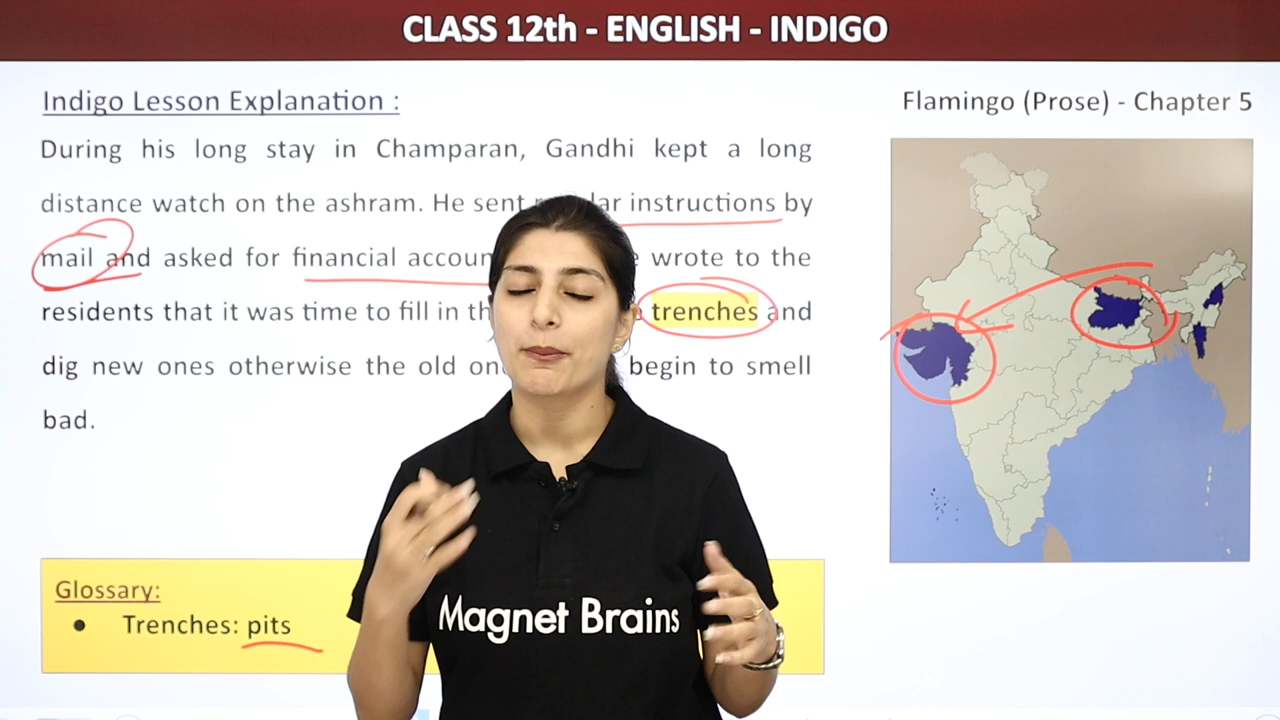 CLASS 12th - ENGLISH - INDIGO
Indigo Lesson Explanation :
Flamingo (Prose) - Chapter 5
During his long stay in Champaran, Gandhi kept a long
distance watch on the ashram. He sent instructions by
mail and asked for financial wrote to the
residents that it was time to fill in trenches and
dig new ones otherwise the old begin to smell
bad.
Glossary:
• Trenches: pits
Magnet Brains